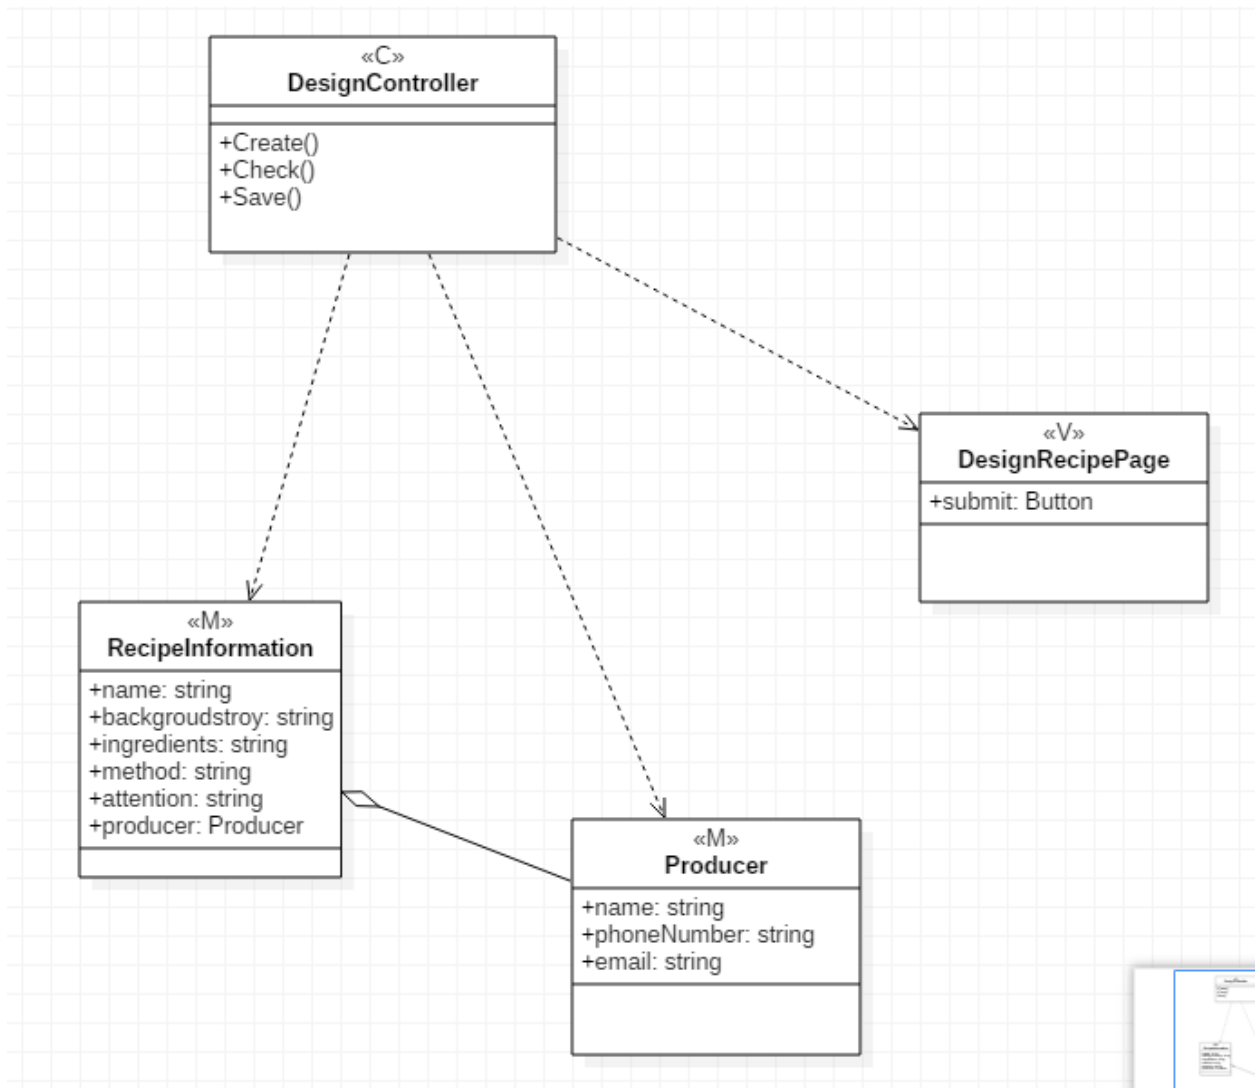 «C»
DesignController
+Create()
+Check()
+Save()
«V»
DesignRecipePage
+submit: Button
«M»
RecipeInformation
+name: string
+backgroudstroy: string
+ingredients: string
+method: string
+attention: string
+producer: Producer
«M»
Producer
+name: string
+phoneNumber: string
+email: string